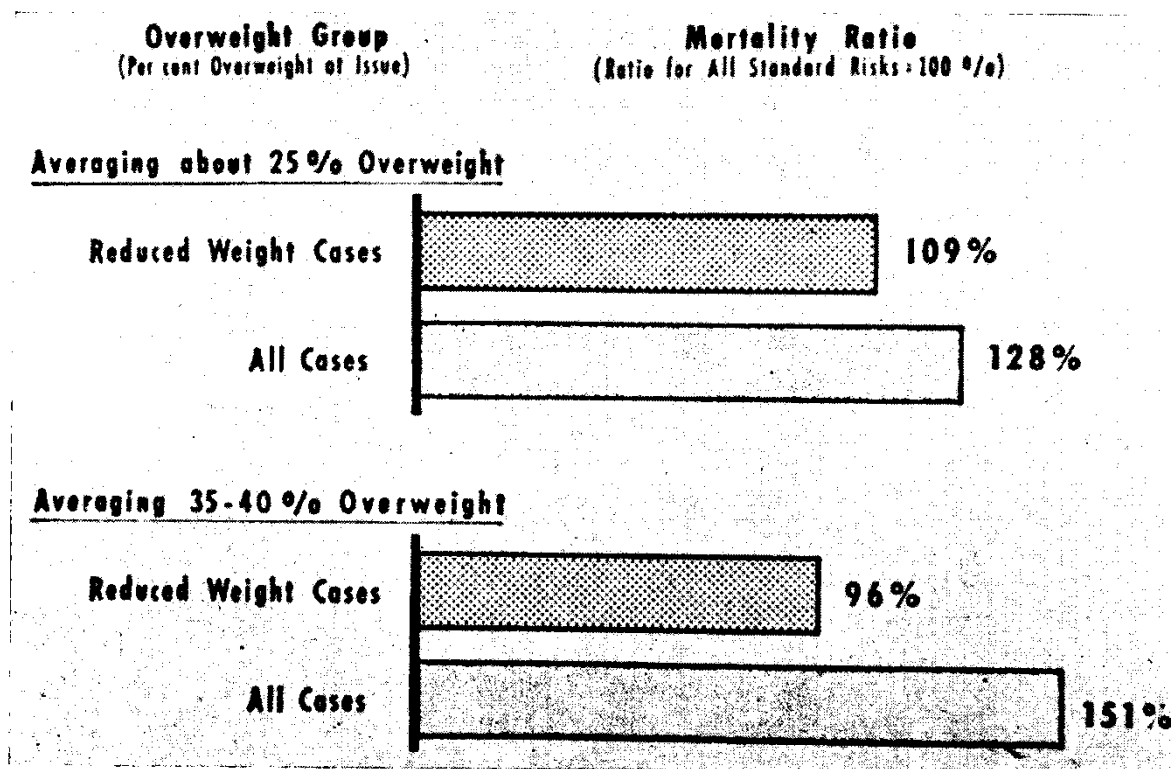 Overweight Group
(Per cent Overweight at Issue)
Mortality Ratio
(Ratio for All Standard Risks = 100 %)
Averaging about 25% Overweight
Reduced Weight Cases
109%
All Cases
128%
Averaging 35-40% Overweight
Reduced Weight Cases
96%
All Cases
151%